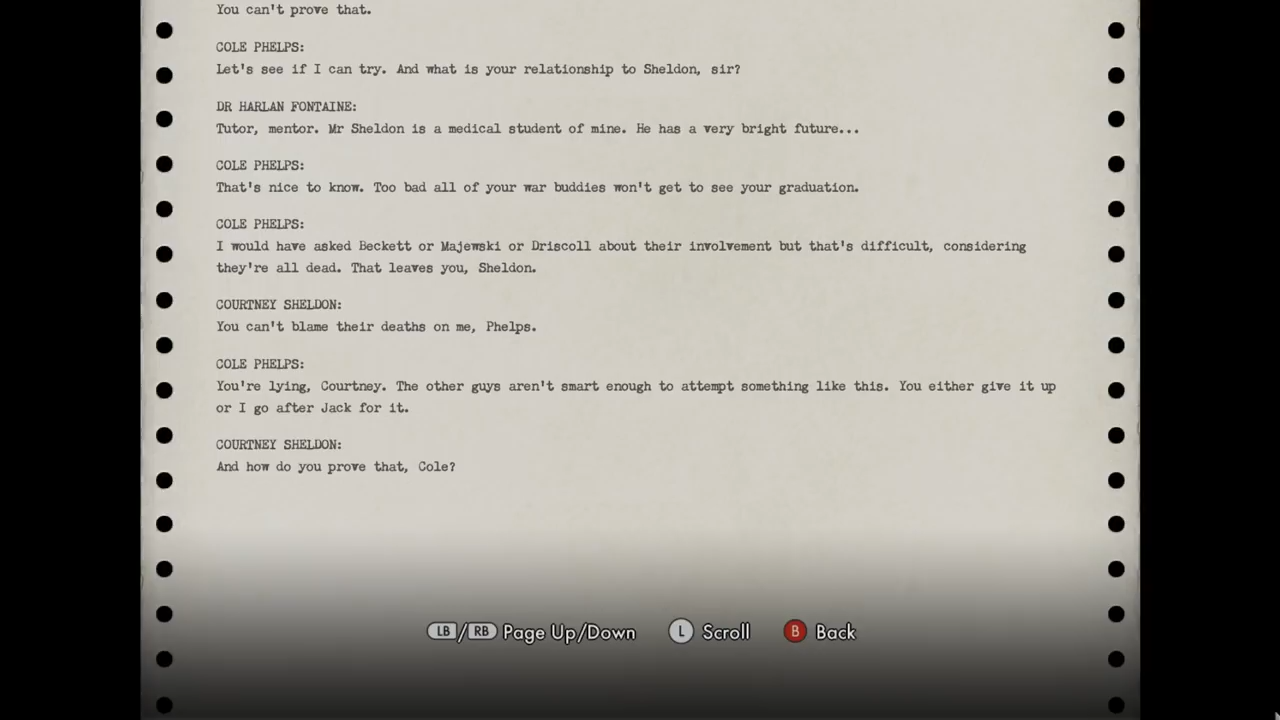 You can't prove that.
COLE PHELPS:
Let's see if I can try. And what is your relationship to Sheldon, sir?
DR HARLAN FONTAINE:
Tutor, mentor. Mr Sheldon is a medical student of mine. He has a very bright future...
COLE PHELPS:
That's nice to know. Too bad all of your war buddies won't get to see your graduation.
COLE PHELPS:
I would have asked Beckett or Majewski or Driscoll about their involvement but that's difficult, considering
they're all dead. That leaves you, Sheldon.
COURTNEY SHELDON:
You can't blame their deaths on me, Phelps.
COLE PHELPS:
You're lying, Courtney. The other guys aren't smart enough to attempt something like this. You either give it up
or I go after Jack for it.
COURTNEY SHELDON:
And how do you prove that, Cole?
LB/RB Page Up/Down L Scroll B Back